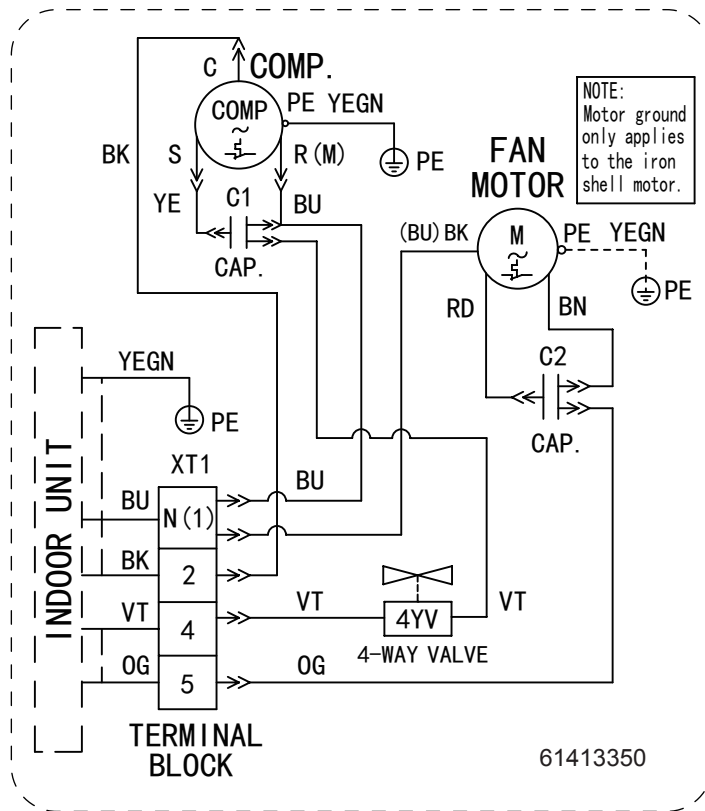 C COMP.
COMP
~
PE YEGN
BK
S
R(M)
PE
YE
C1
BU
CAP.
NOTE:
Motor ground
only applies
to the iron
shell motor.
FAN
MOTOR
(BU)BK
M
~
PE YEGN
PE
RD
BN
C2
CAP.
INDOOR UNIT
YEGN
PE
XT1
BU
N(1)
BU
BK
2
VT
4
VT
4YV
VT
4-WAY VALVE
OG
5
OG
TERMINAL
BLOCK
61413350